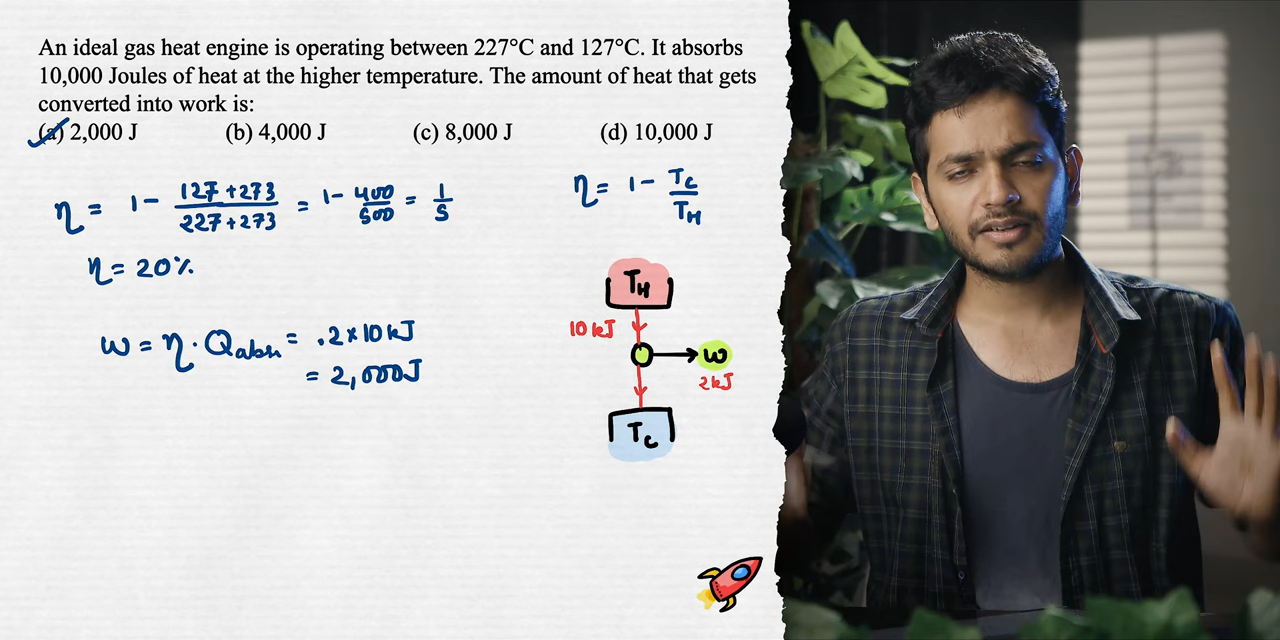 An ideal gas heat engine is operating between 227°C and 127°C. It absorbs
10,000 Joules of heat at the higher temperature. The amount of heat that gets
converted into work is:
(a) 2,000 J (b) 4,000 J (c) 8,000 J (d) 10,000 J
η = 1 - 127+273 / 227+273 = 1 - 400/500 = 1/5
η = 1 - Tc/TH
η = 20%
TH
10 kJ
W = η · Qabs = .2 × 10 kJ
= 2,000J
W
2kJ
Tc